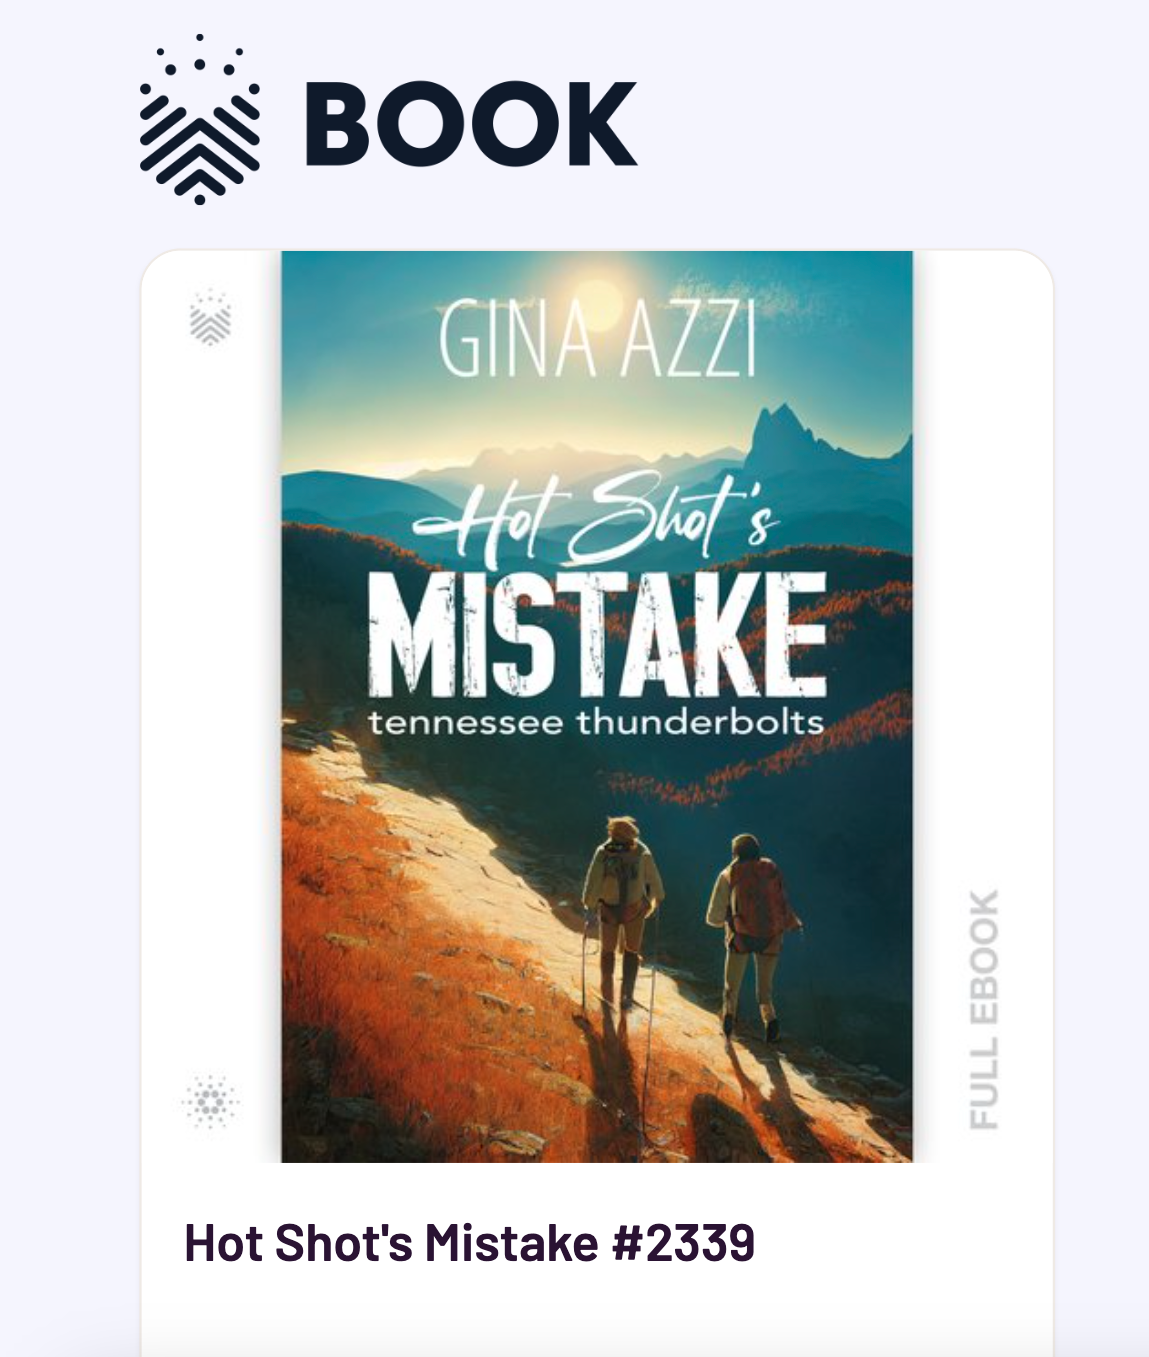 BOOK
GINA AZZI
Hot Shot's
MISTAKE
tennessee thunderbolts
FULL EBOOK
Hot Shot's Mistake #2339